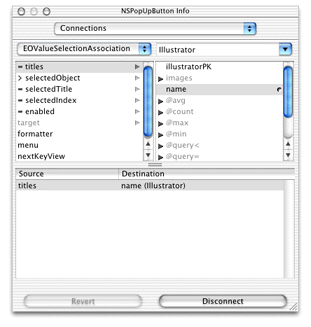 NSPopUpButton Info
Connections
EOValueSelectionAssociation
Illustrator
= titles
> selectedObject
= selectedTitle
= selectedIndex
= enabled
target
formatter
menu
nextKeyView
illustratorPK
images
name
@avg
@count
@max
@min
@query<
@query=
Source Destination
titles name (Illustrator)
Revert Disconnect